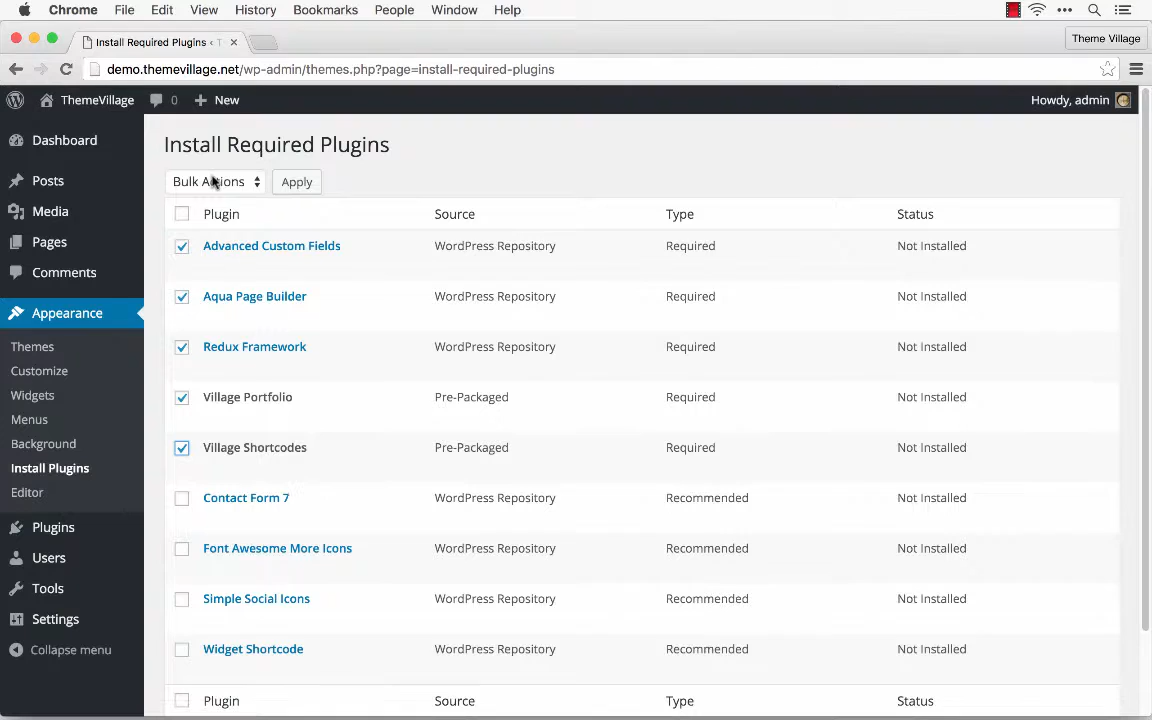 Chrome File Edit View History Bookmarks People Window Help
Install Required Plugins ‹ T
Theme Village
demo.themevillage.net/wp-admin/themes.php?page=install-required-plugins
ThemeVillage 0 New Howdy, admin
Dashboard
Posts
Media
Pages
Comments
Appearance
Themes
Customize
Widgets
Menus
Background
Install Plugins
Editor
Plugins
Users
Tools
Settings
Collapse menu
Install Required Plugins
Bulk Actions Apply
Plugin Source Type Status
Advanced Custom Fields WordPress Repository Required Not Installed
Aqua Page Builder WordPress Repository Required Not Installed
Redux Framework WordPress Repository Required Not Installed
Village Portfolio Pre-Packaged Required Not Installed
Village Shortcodes Pre-Packaged Required Not Installed
Contact Form 7 WordPress Repository Recommended Not Installed
Font Awesome More Icons WordPress Repository Recommended Not Installed
Simple Social Icons WordPress Repository Recommended Not Installed
Widget Shortcode WordPress Repository Recommended Not Installed
Plugin Source Type Status